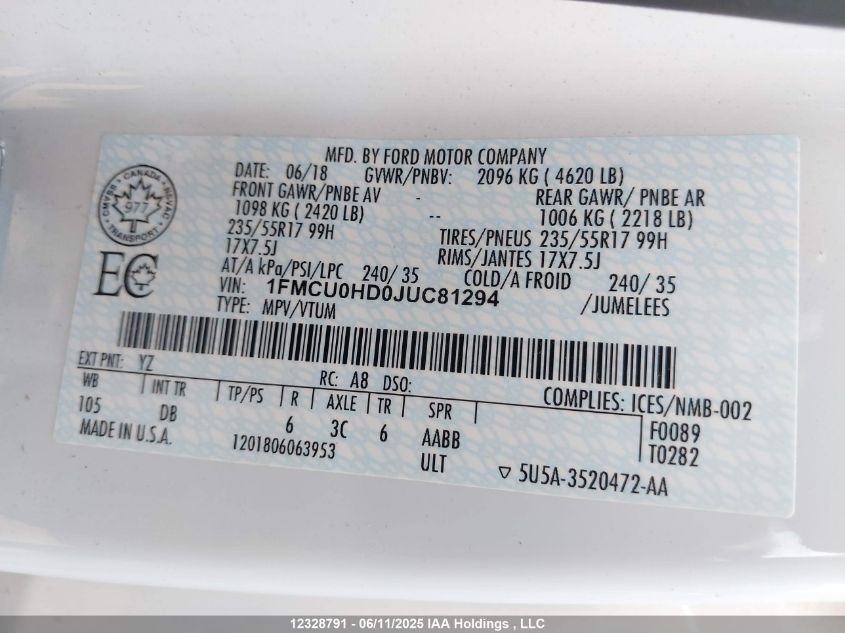 MFD. BY FORD MOTOR COMPANY
DATE: 06/18 GVWR/PNBV: 2096 KG ( 4620 LB)
FRONT GAWR/PNBE AV - REAR GAWR/ PNBE AR
1098 KG ( 2420 LB) -- 1006 KG ( 2218 LB)
235/55R17 99H TIRES/PNEUS 235/55R17 99H
17X7.5J RIMS/JANTES 17X7.5J
AT/A kPa/PSI/LPC 240/ 35 COLD/A FROID 240/ 35
VIN: 1FMCU0HD0JUC81294 /JUMELEES
TYPE: MPV/VTUM
CANADA
SVMAC NSVAC
977
TRANSPORT
EC
EXT PNT: YZ RC: A8 DSO: COMPLIES: ICES/NMB-002
WB INT TR TP/PS R AXLE TR SPR F0089
105 DB 6 3C 6 AABB T0282
MADE IN U.S.A. 1201806063953 ULT 5U5A-3520472-AA
12328791 - 06/11/2025 IAA Holdings , LLC